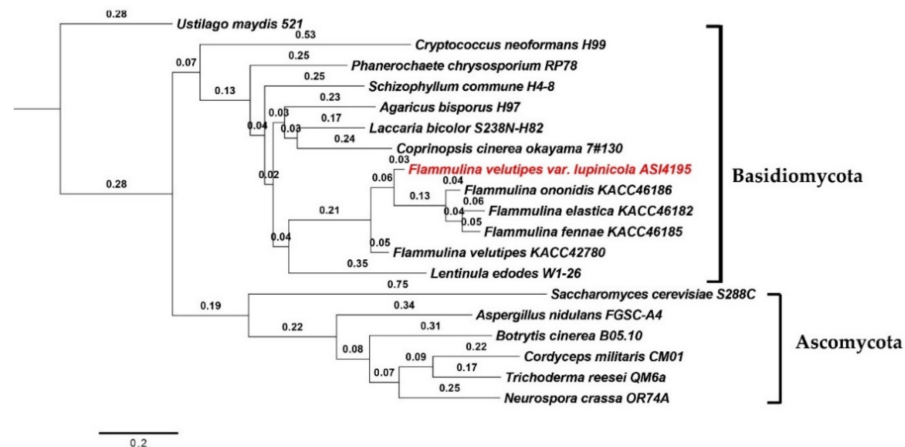 0.28
Ustilago maydis 521
0.53
Cryptococcus neoformans H99
0.07
0.25
Phanerochaete chrysosporium RP78
0.13
0.25
Schizophyllum commune H4-8
0.23
Agaricus bisporus H97
0.03
0.17
Laccaria bicolor S238N-H82
0.04
0.03
0.24
Coprinopsis cinerea okayama 7#130
0.03
Flammulina velutipes var. lupinicola ASI4195
Basidiomycota
0.02
0.06
0.04
Flammulina ononidis KACC46186
0.28
0.13
0.06
Flammulina elastica KACC46182
0.21
0.04
0.05
Flammulina fennae KACC46185
0.04
0.05
Flammulina velutipes KACC42780
0.35
Lentinula edodes W1-26
0.75
Saccharomyces cerevisiae S288C
0.19
0.34
Aspergillus nidulans FGSC-A4
0.22
0.31
Botrytis cinerea B05.10
Ascomycota
0.08
0.22
Cordyceps militaris CM01
0.09
0.17
Trichoderma reesei QM6a
0.07
0.25
Neurospora crassa OR74A
0.2